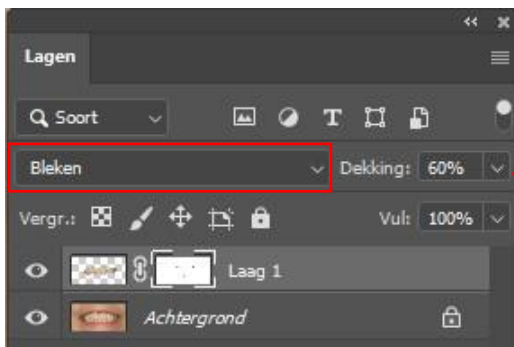 Lagen
Soort
Bleken Dekking: 60%
Vergr.: Vul: 100%
Laag 1
Achtergrond